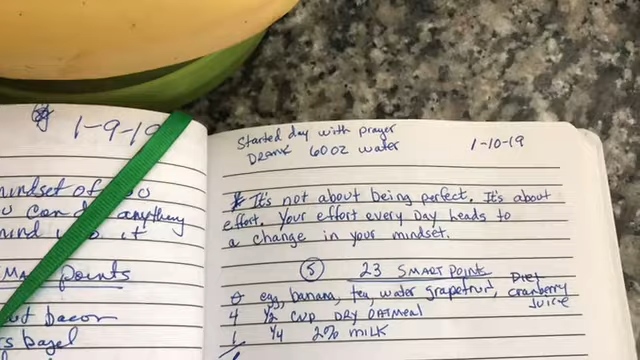 1-9-19
mindset of
can anything
mind it
points
bacon
Started day with prayer
Drank 60oz water
1-10-19
* It's not about being perfect. It's about
effort. Your effort every day leads to
a change in your mindset.
5 23 SMART POINTS
0 egg, banana, tea, water grapefruit, Diet cranberry juice
4 1/2 CUP DRY OATMEAL
1 1/4 2% MILK